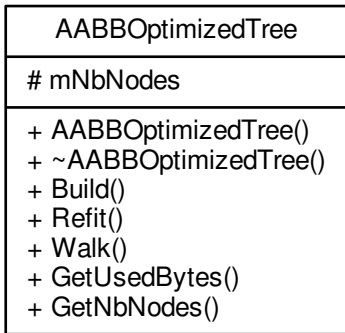 AABBOptimizedTree
# mNbNodes
+ AABBOptimizedTree()
+ ~AABBOptimizedTree()
+ Build()
+ Refit()
+ Walk()
+ GetUsedBytes()
+ GetNbNodes()